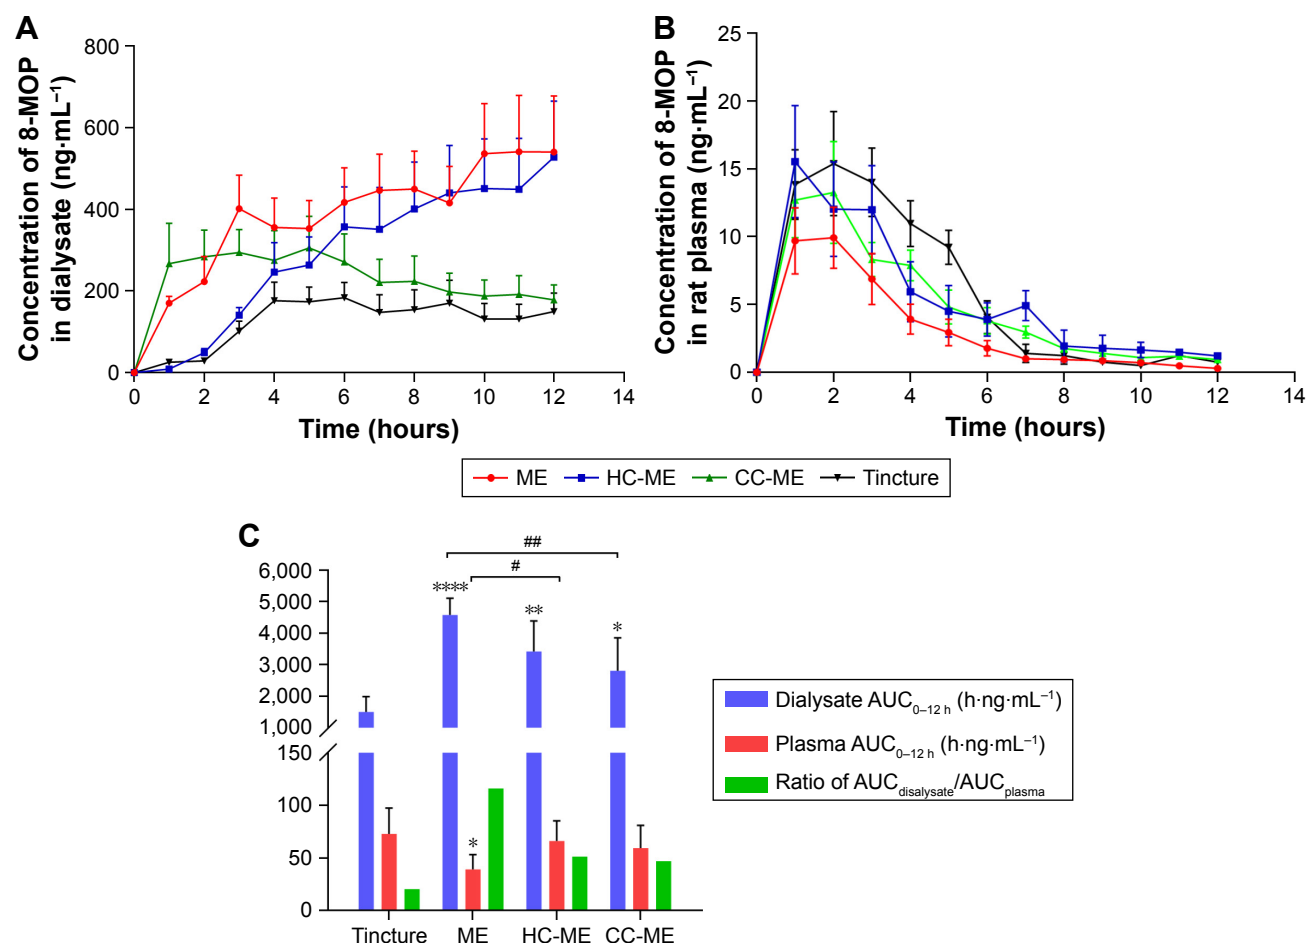 A
Concentration of 8-MOP
in dialysate (ng·mL⁻¹)
800
600
400
200
0
0 2 4 6 8 10 12 14
Time (hours)
B
Concentration of 8-MOP
in rat plasma (ng·mL⁻¹)
25
20
15
10
5
0
0 2 4 6 8 10 12 14
Time (hours)
ME HC-ME CC-ME Tincture
C
##
#
6,000
5,000
4,000
3,000
2,000
1,000
150
100
50
0
****
**
*
*
Tincture ME HC-ME CC-ME
Dialysate AUC₀₋₁₂ ₕ (h·ng·mL⁻¹)
Plasma AUC₀₋₁₂ ₕ (h·ng·mL⁻¹)
Ratio of AUCdisalysate/AUCplasma